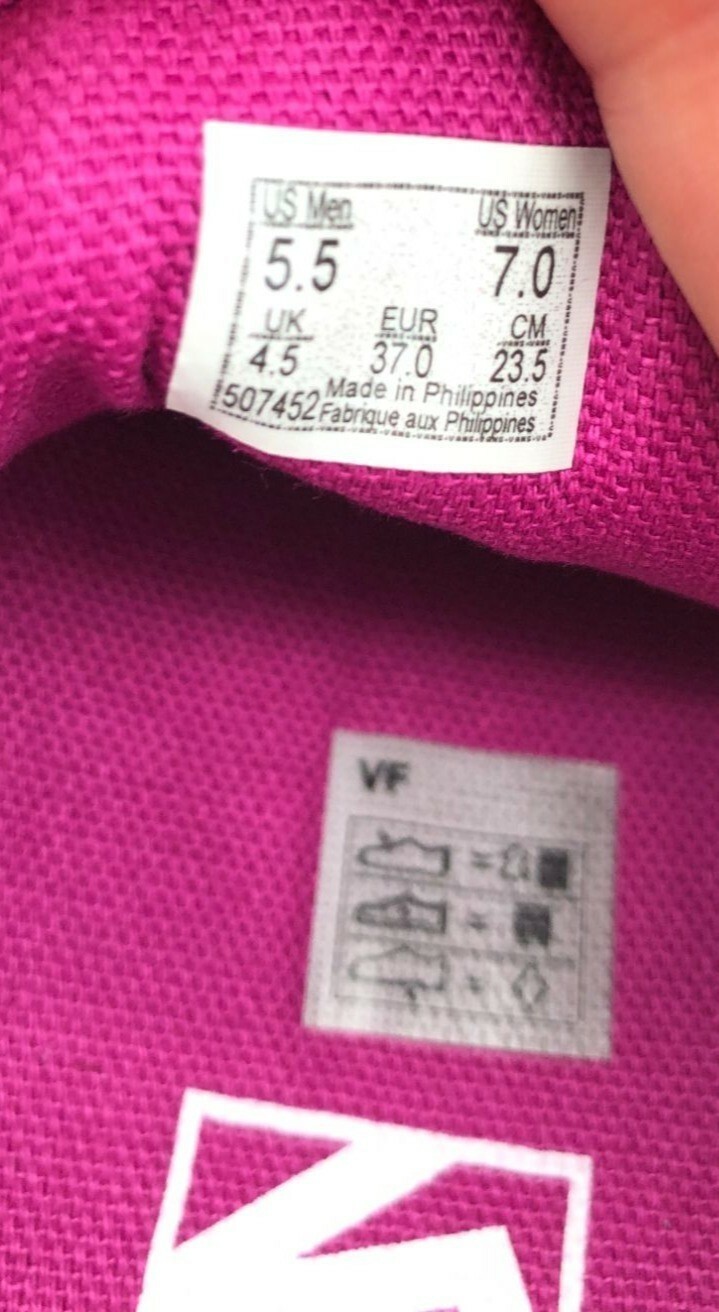 US Men US Women
5.5 7.0
UK EUR CM
4.5 37.0 23.5
507452 Made in Philippines
Fabrique aux Philippines
VF